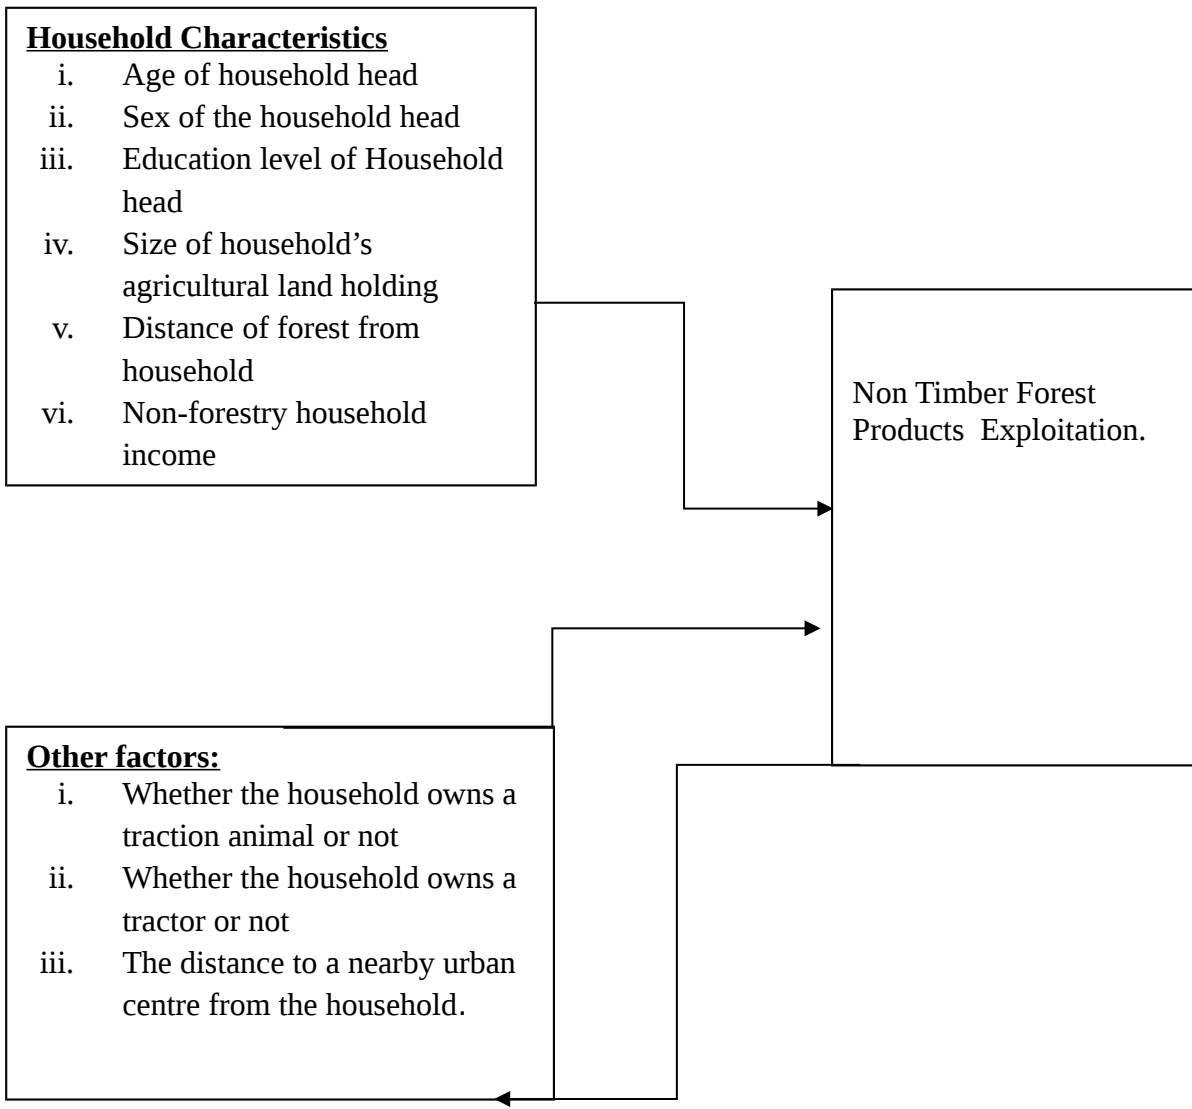 Household Characteristics
i. Age of household head
ii. Sex of the household head
iii. Education level of Household
head
iv. Size of household’s
agricultural land holding
v. Distance of forest from
household
vi. Non-forestry household
income
Non Timber Forest
Products  Exploitation.
Other factors:
i. Whether the household owns a
traction animal or not
ii. Whether the household owns a
tractor or not
iii. The distance to a nearby urban
centre from the household.